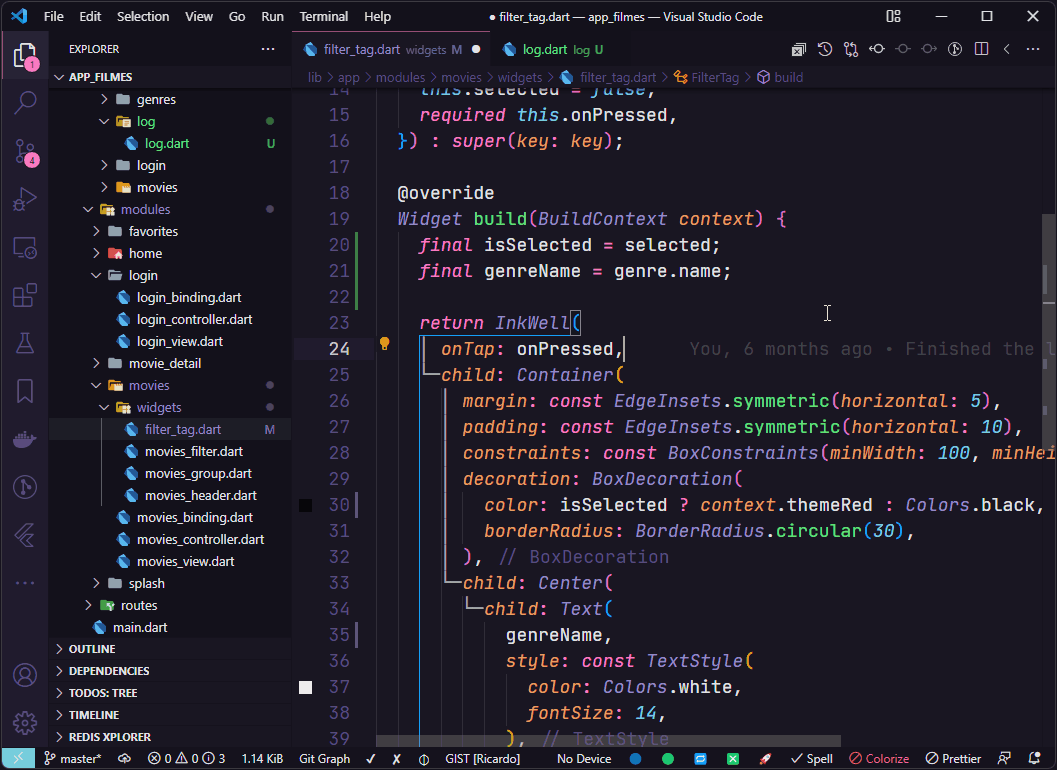 File Edit Selection View Go Run Terminal Help ● filter_tag.dart — app_filmes — Visual Studio Code
EXPLORER ···
filter_tag.dart widgets M ●
log.dart log U
1
APP_FILMES
lib > app > modules > movies > widgets > filter_tag.dart > FilterTag > build
genres
log
log.dart U
login
movies
modules
favorites
home
login
login_binding.dart
login_controller.dart
login_view.dart
movie_detail
movies
widgets
filter_tag.dart M
movies_filter.dart
movies_group.dart
movies_header.dart
movies_binding.dart
movies_controller.dart
movies_view.dart
splash
routes
main.dart
OUTLINE
DEPENDENCIES
TODOS: TREE
TIMELINE
REDIS XPLORER
4
14 this.selected = false,
15 required this.onPressed,
16 }) : super(key: key);
17
18 @override
19 Widget build(BuildContext context) {
20 final isSelected = selected;
21 final genreName = genre.name;
22
23 return InkWell(
24 onTap: onPressed, You, 6 months ago • Finished the l
25 child: Container(
26 margin: const EdgeInsets.symmetric(horizontal: 5),
27 padding: const EdgeInsets.symmetric(horizontal: 10),
28 constraints: const BoxConstraints(minWidth: 100, minHei
29 decoration: BoxDecoration(
30 color: isSelected ? context.themeRed : Colors.black,
31 borderRadius: BorderRadius.circular(30),
32 ), // BoxDecoration
33 child: Center(
34 child: Text(
35 genreName,
36 style: const TextStyle(
37 color: Colors.white,
38 fontSize: 14,
39 ), // TextStyle
master* 0 0 3 1.14 KiB Git Graph ✓ ✗ GIST [Ricardo] No Device Spell Colorize Prettier